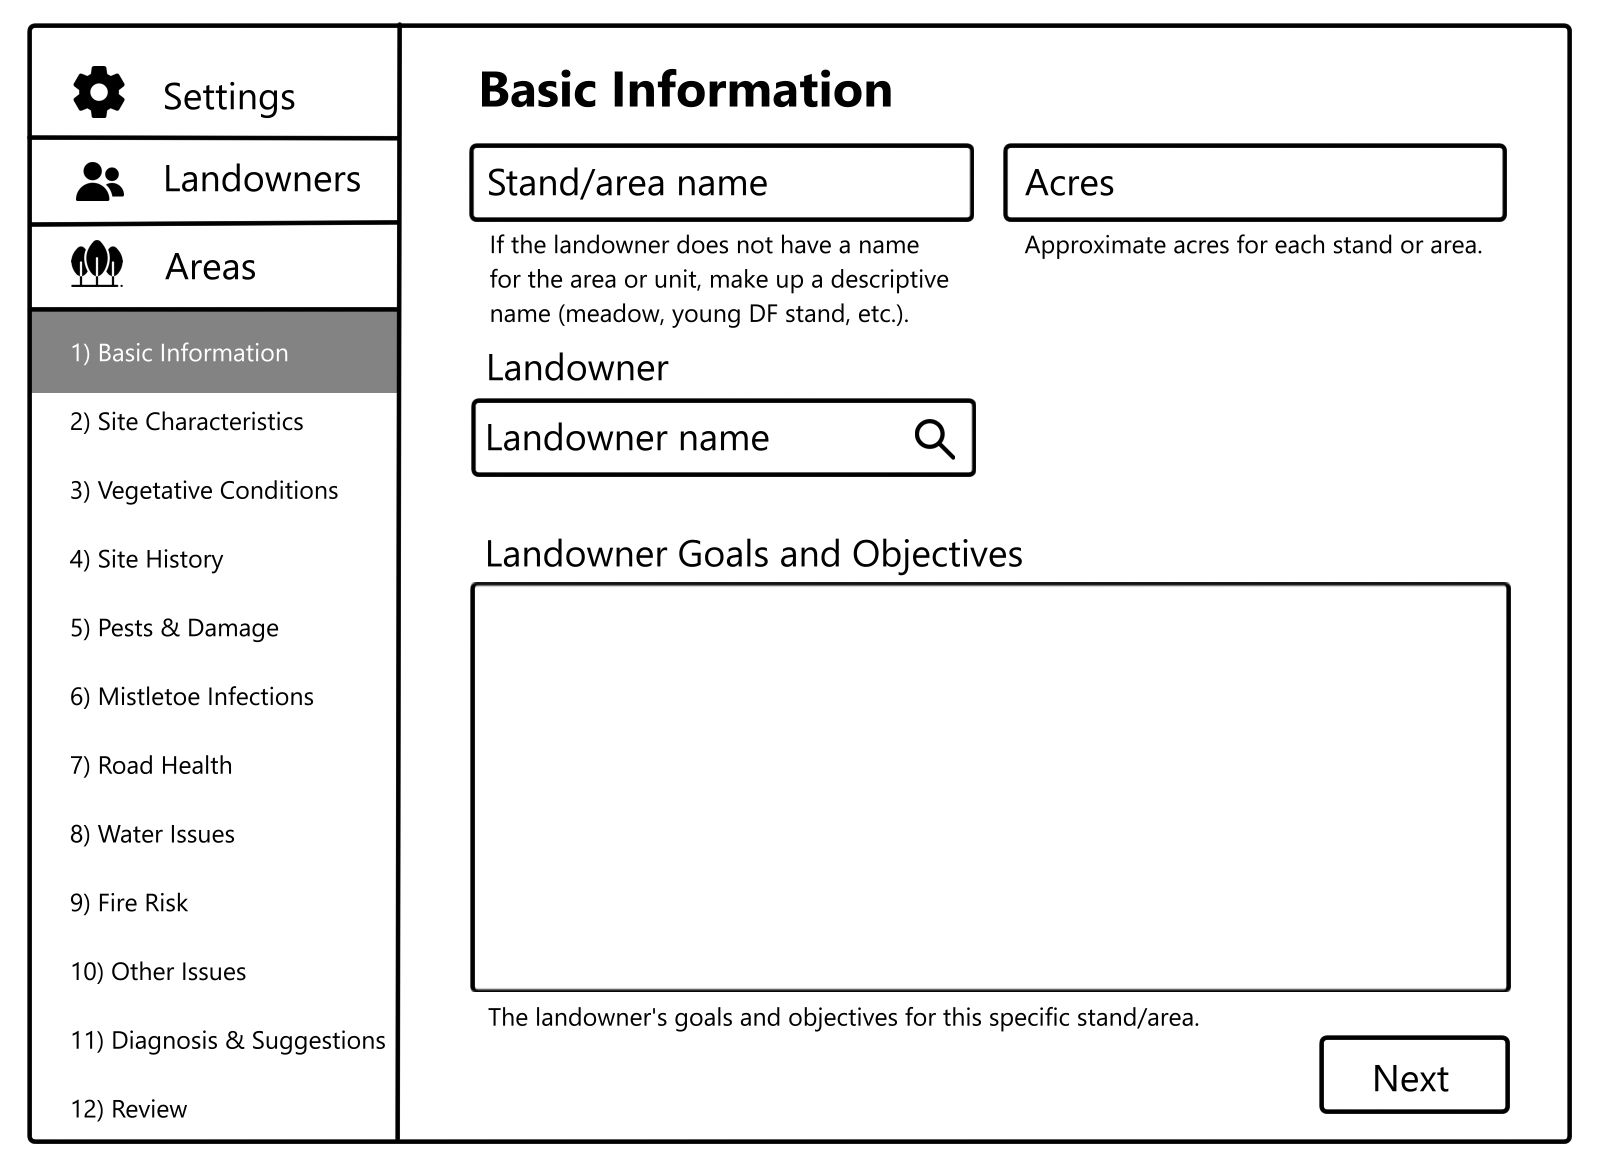 Settings
Landowners
Areas
1) Basic Information
2) Site Characteristics
3) Vegetative Conditions
4) Site History
5) Pests & Damage
6) Mistletoe Infections
7) Road Health
8) Water Issues
9) Fire Risk
10) Other Issues
11) Diagnosis & Suggestions
12) Review
Basic Information
Stand/area name
If the landowner does not have a name
for the area or unit, make up a descriptive
name (meadow, young DF stand, etc.).
Acres
Approximate acres for each stand or area.
Landowner
Landowner name
Landowner Goals and Objectives
The landowner's goals and objectives for this specific stand/area.
Next